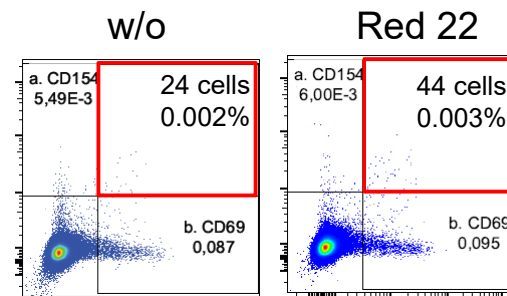 w/o
a. CD154
5,49E-3
24 cells
0.002%
b. CD69
0,087
Red 22
a. CD154
6,00E-3
44 cells
0.003%
b. CD69
0,095